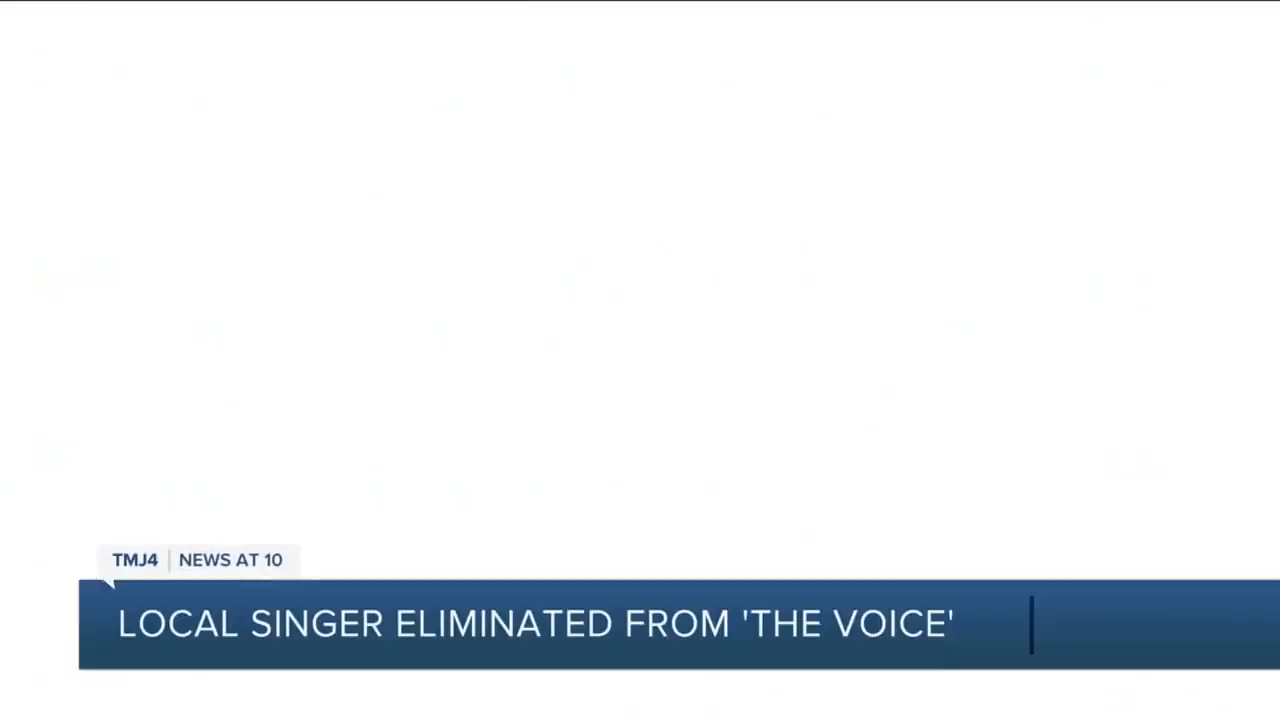 TMJ4 | NEWS AT 10
LOCAL SINGER ELIMINATED FROM 'THE VOICE'